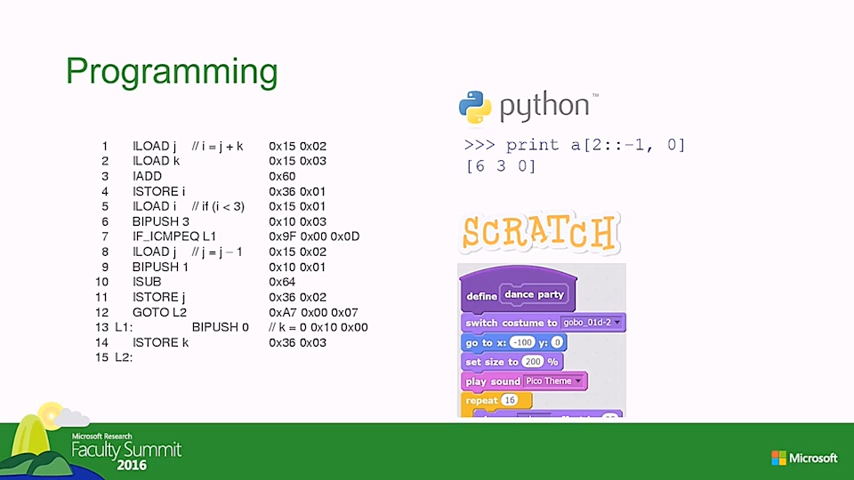 Programming
1 ILOAD j // i = j + k 0x15 0x02
2 ILOAD k 0x15 0x03
3 IADD 0x60
4 ISTORE i 0x36 0x01
5 ILOAD i // if (i < 3) 0x15 0x01
6 BIPUSH 3 0x10 0x03
7 IF_ICMPEQ L1 0x9F 0x00 0x0D
8 ILOAD j // j = j – 1 0x15 0x02
9 BIPUSH 1 0x10 0x01
10 ISUB 0x64
11 ISTORE j 0x36 0x02
12 GOTO L2 0xA7 0x00 0x07
13 L1: BIPUSH 0 // k = 0 0x10 0x00
14 ISTORE k 0x36 0x03
15 L2:
python™
>>> print a[2::-1, 0]
[6 3 0]
SCRATCH
define dance party
switch costume to gobo_01d-2
go to x: -100 y: 0
set size to 200 %
play sound Pico Theme
repeat 16
Microsoft Research
Faculty Summit
2016
Microsoft